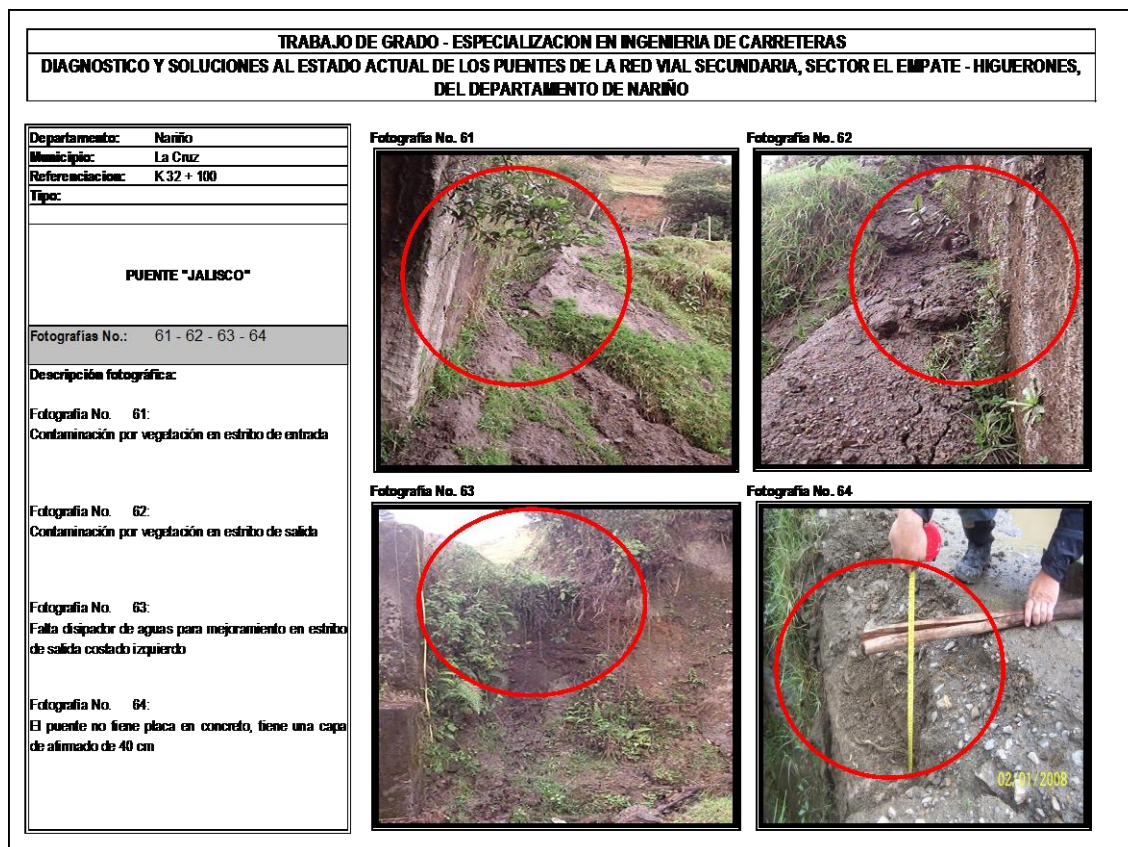 TRABAJO DE GRADO - ESPECIALIZACION EN INGENIERIA DE CARRETERAS
DIAGNOSTICO Y SOLUCIONES AL ESTADO ACTUAL DE LOS PUENTES DE LA RED VIAL SECUNDARIA, SECTOR EL EMPATE - HIGUERONES,
DEL DEPARTAMENTO DE NARIÑO
Departamento: Nariño
Municipio: La Cruz
Referenciacion: K 32 + 100
Tipo:
PUENTE "JALISCO"
Fotografías No.: 61 - 62 - 63 - 64
Descripción fotográfica:
Fotografía No. 61:
Contaminación por vegetación en estribo de entrada
Fotografía No. 62:
Contaminación por vegetación en estribo de salida
Fotografía No. 63:
Falta disipador de aguas para mejoramiento en estribo
de salida costado izquierdo
Fotografía No. 64:
El puente no tiene placa en concreto, tiene una capa
de afirmado de 40 cm
Fotografía No. 61
Fotografía No. 62
Fotografía No. 63
Fotografía No. 64
02/01/2008